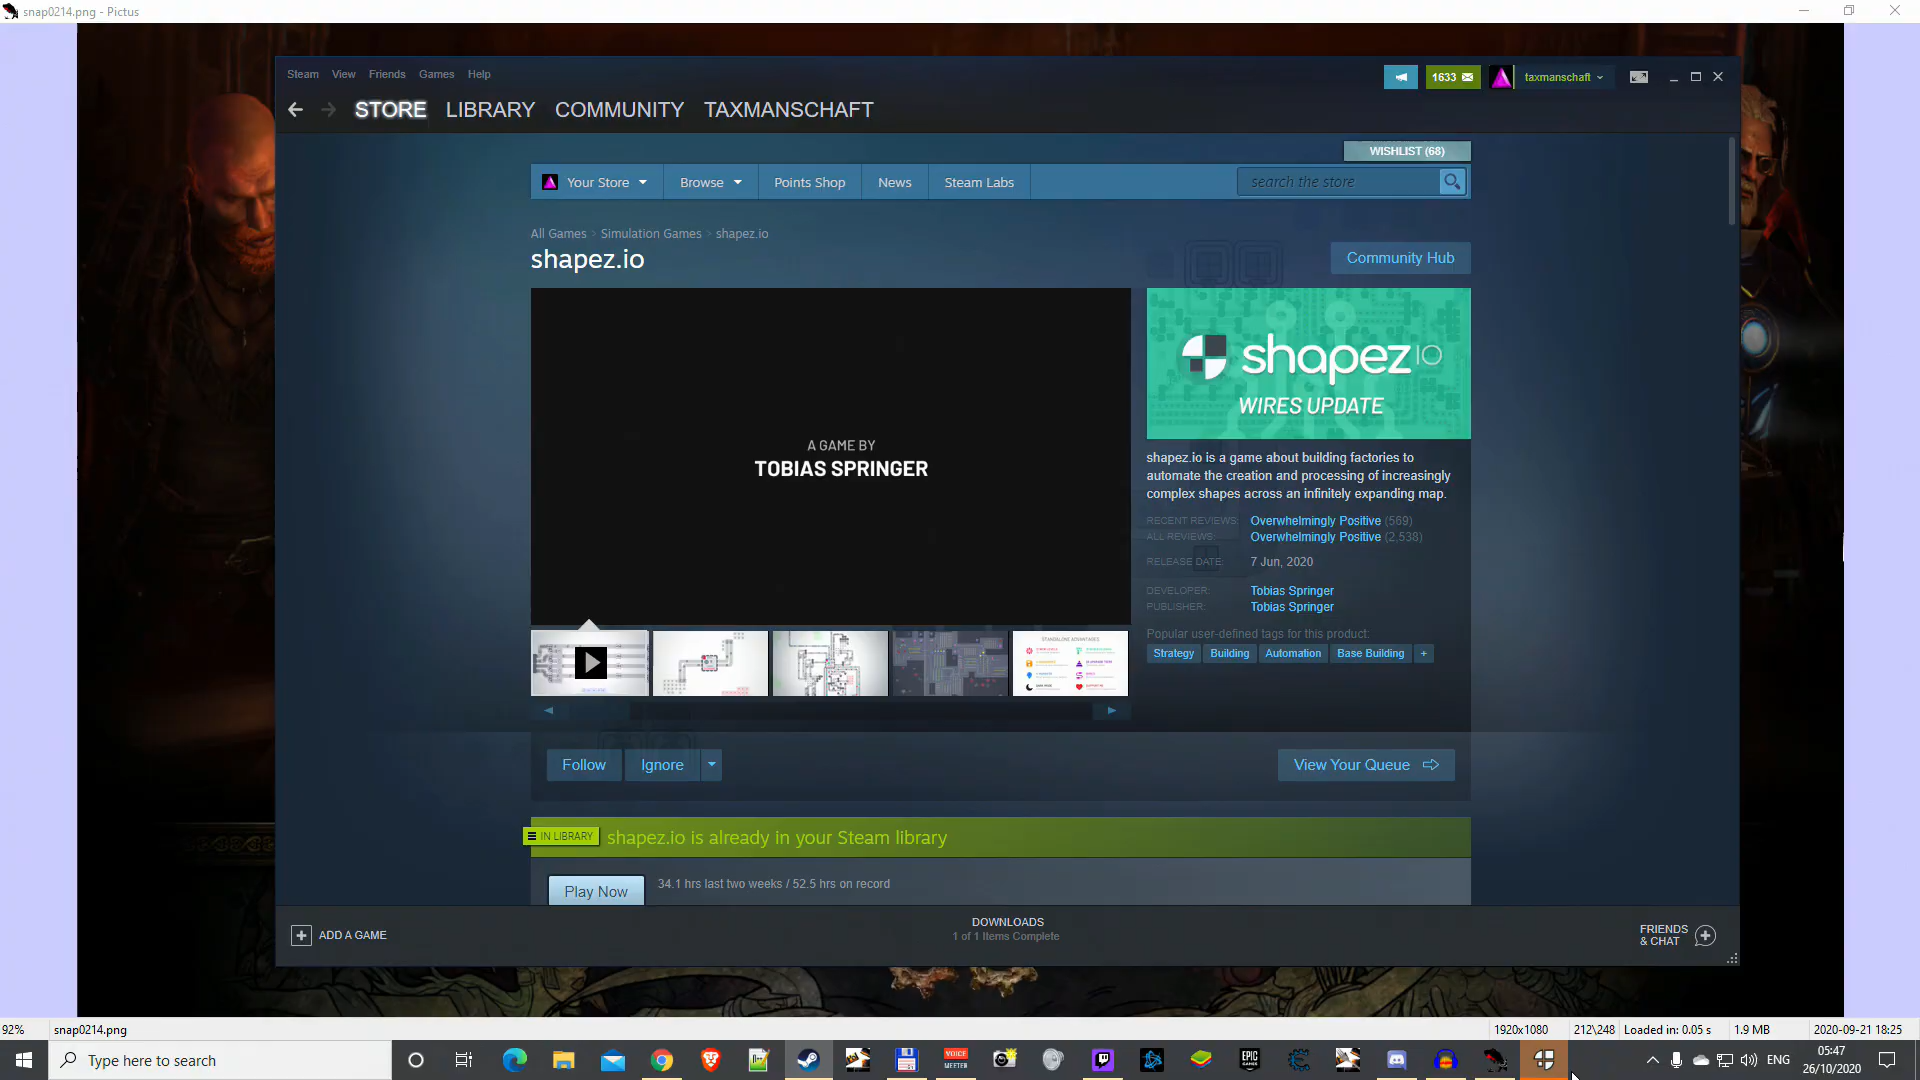 snap0214.png - Pictus
Steam View Friends Games Help
1633
taxmanschaft
STORE LIBRARY COMMUNITY TAXMANSCHAFT
WISHLIST (68)
Your Store Browse Points Shop News Steam Labs search the store
All Games > Simulation Games > shapez.io
shapez.io
Community Hub
A GAME BY
TOBIAS SPRINGER
shapez IO
WIRES UPDATE
shapez.io is a game about building factories to
automate the creation and processing of increasingly
complex shapes across an infinitely expanding map.
RECENT REVIEWS: Overwhelmingly Positive (569)
ALL REVIEWS: Overwhelmingly Positive (2,538)
RELEASE DATE: 7 Jun, 2020
DEVELOPER: Tobias Springer
PUBLISHER: Tobias Springer
Popular user-defined tags for this product:
Strategy Building Automation Base Building +
STANDALONE ADVANTAGES
Follow Ignore View Your Queue
IN LIBRARY shapez.io is already in your Steam library
Play Now 34.1 hrs last two weeks / 52.5 hrs on record
ADD A GAME
DOWNLOADS
1 of 1 Items Complete
FRIENDS
& CHAT
92% snap0214.png 1920x1080 212\248 Loaded in: 0.05 s 1.9 MB 2020-09-21 18:25
Type here to search
VOICE
MEETER
EPIC
GAMES
ENG
05:47
26/10/2020